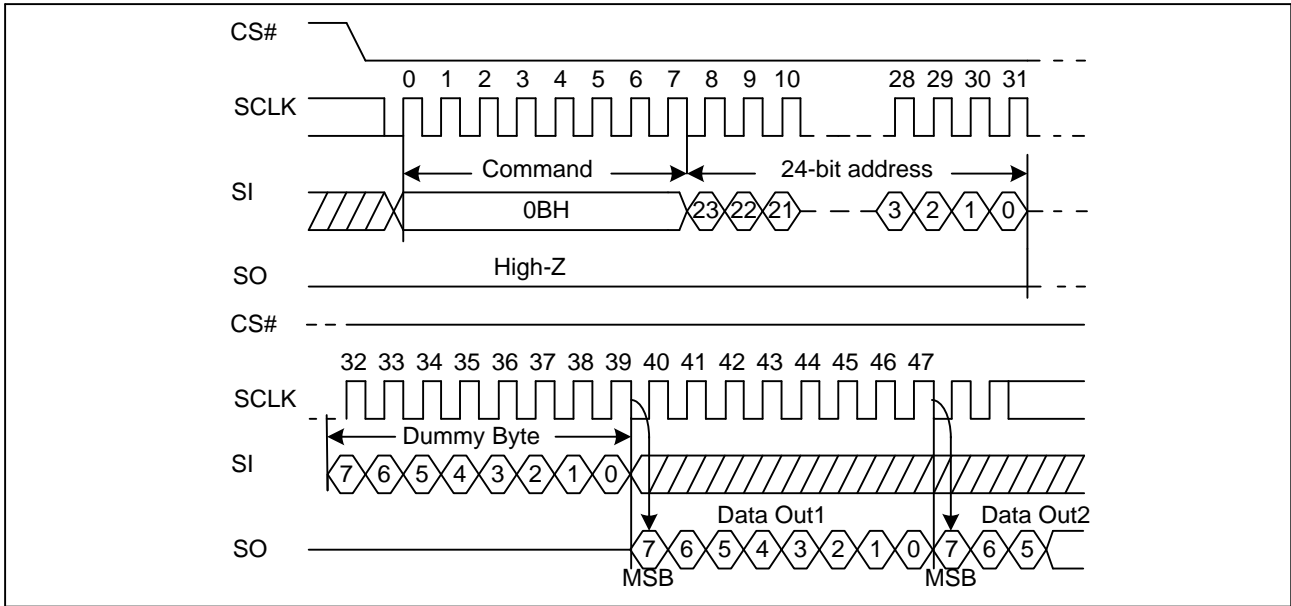 CS#
0 1 2 3 4 5 6 7 8 9 10 28 29 30 31
SCLK
Command 24-bit address
SI 0BH 23 22 21 3 2 1 0
High-Z
SO
CS#
32 33 34 35 36 37 38 39 40 41 42 43 44 45 46 47
SCLK
Dummy Byte
SI 7 6 5 4 3 2 1 0
Data Out1 Data Out2
SO 7 6 5 4 3 2 1 0 7 6 5
MSB MSB